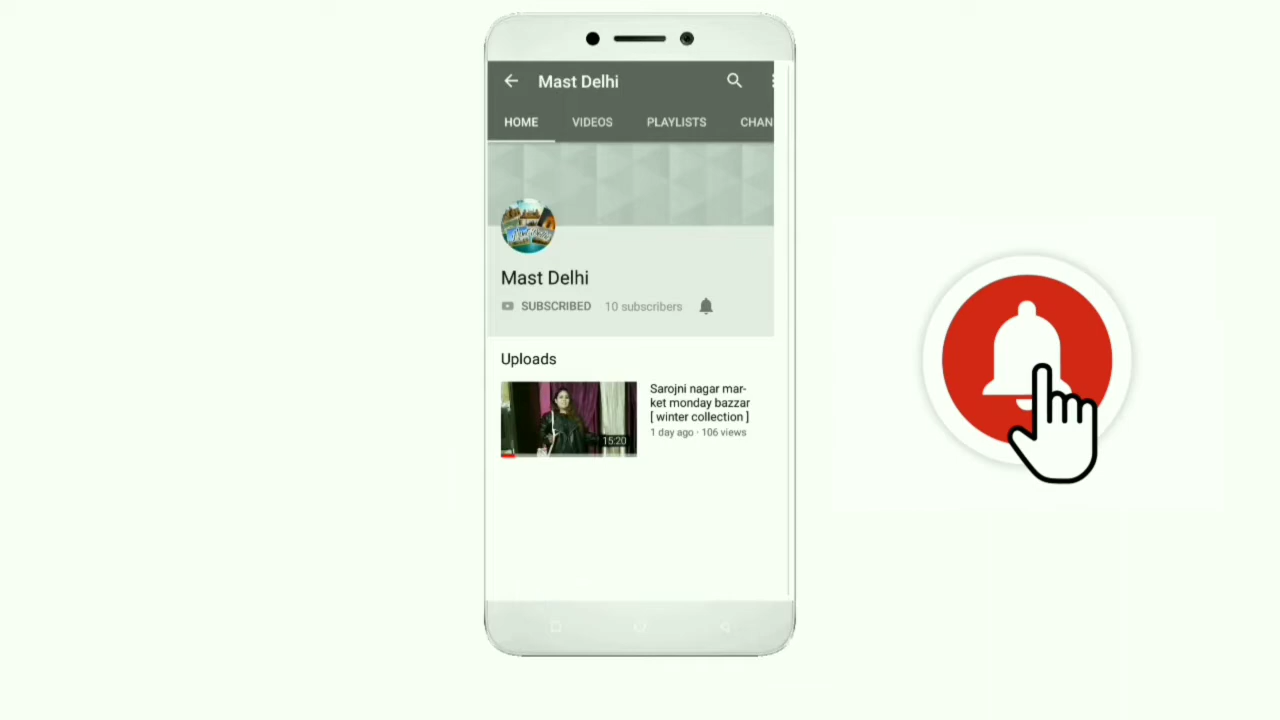 Mast Delhi
HOME VIDEOS PLAYLISTS CHAN
Mast Delhi
SUBSCRIBED 10 subscribers
Uploads
Sarojni nagar mar-
ket monday bazzar
[ winter collection ]
1 day ago · 106 views
15:20